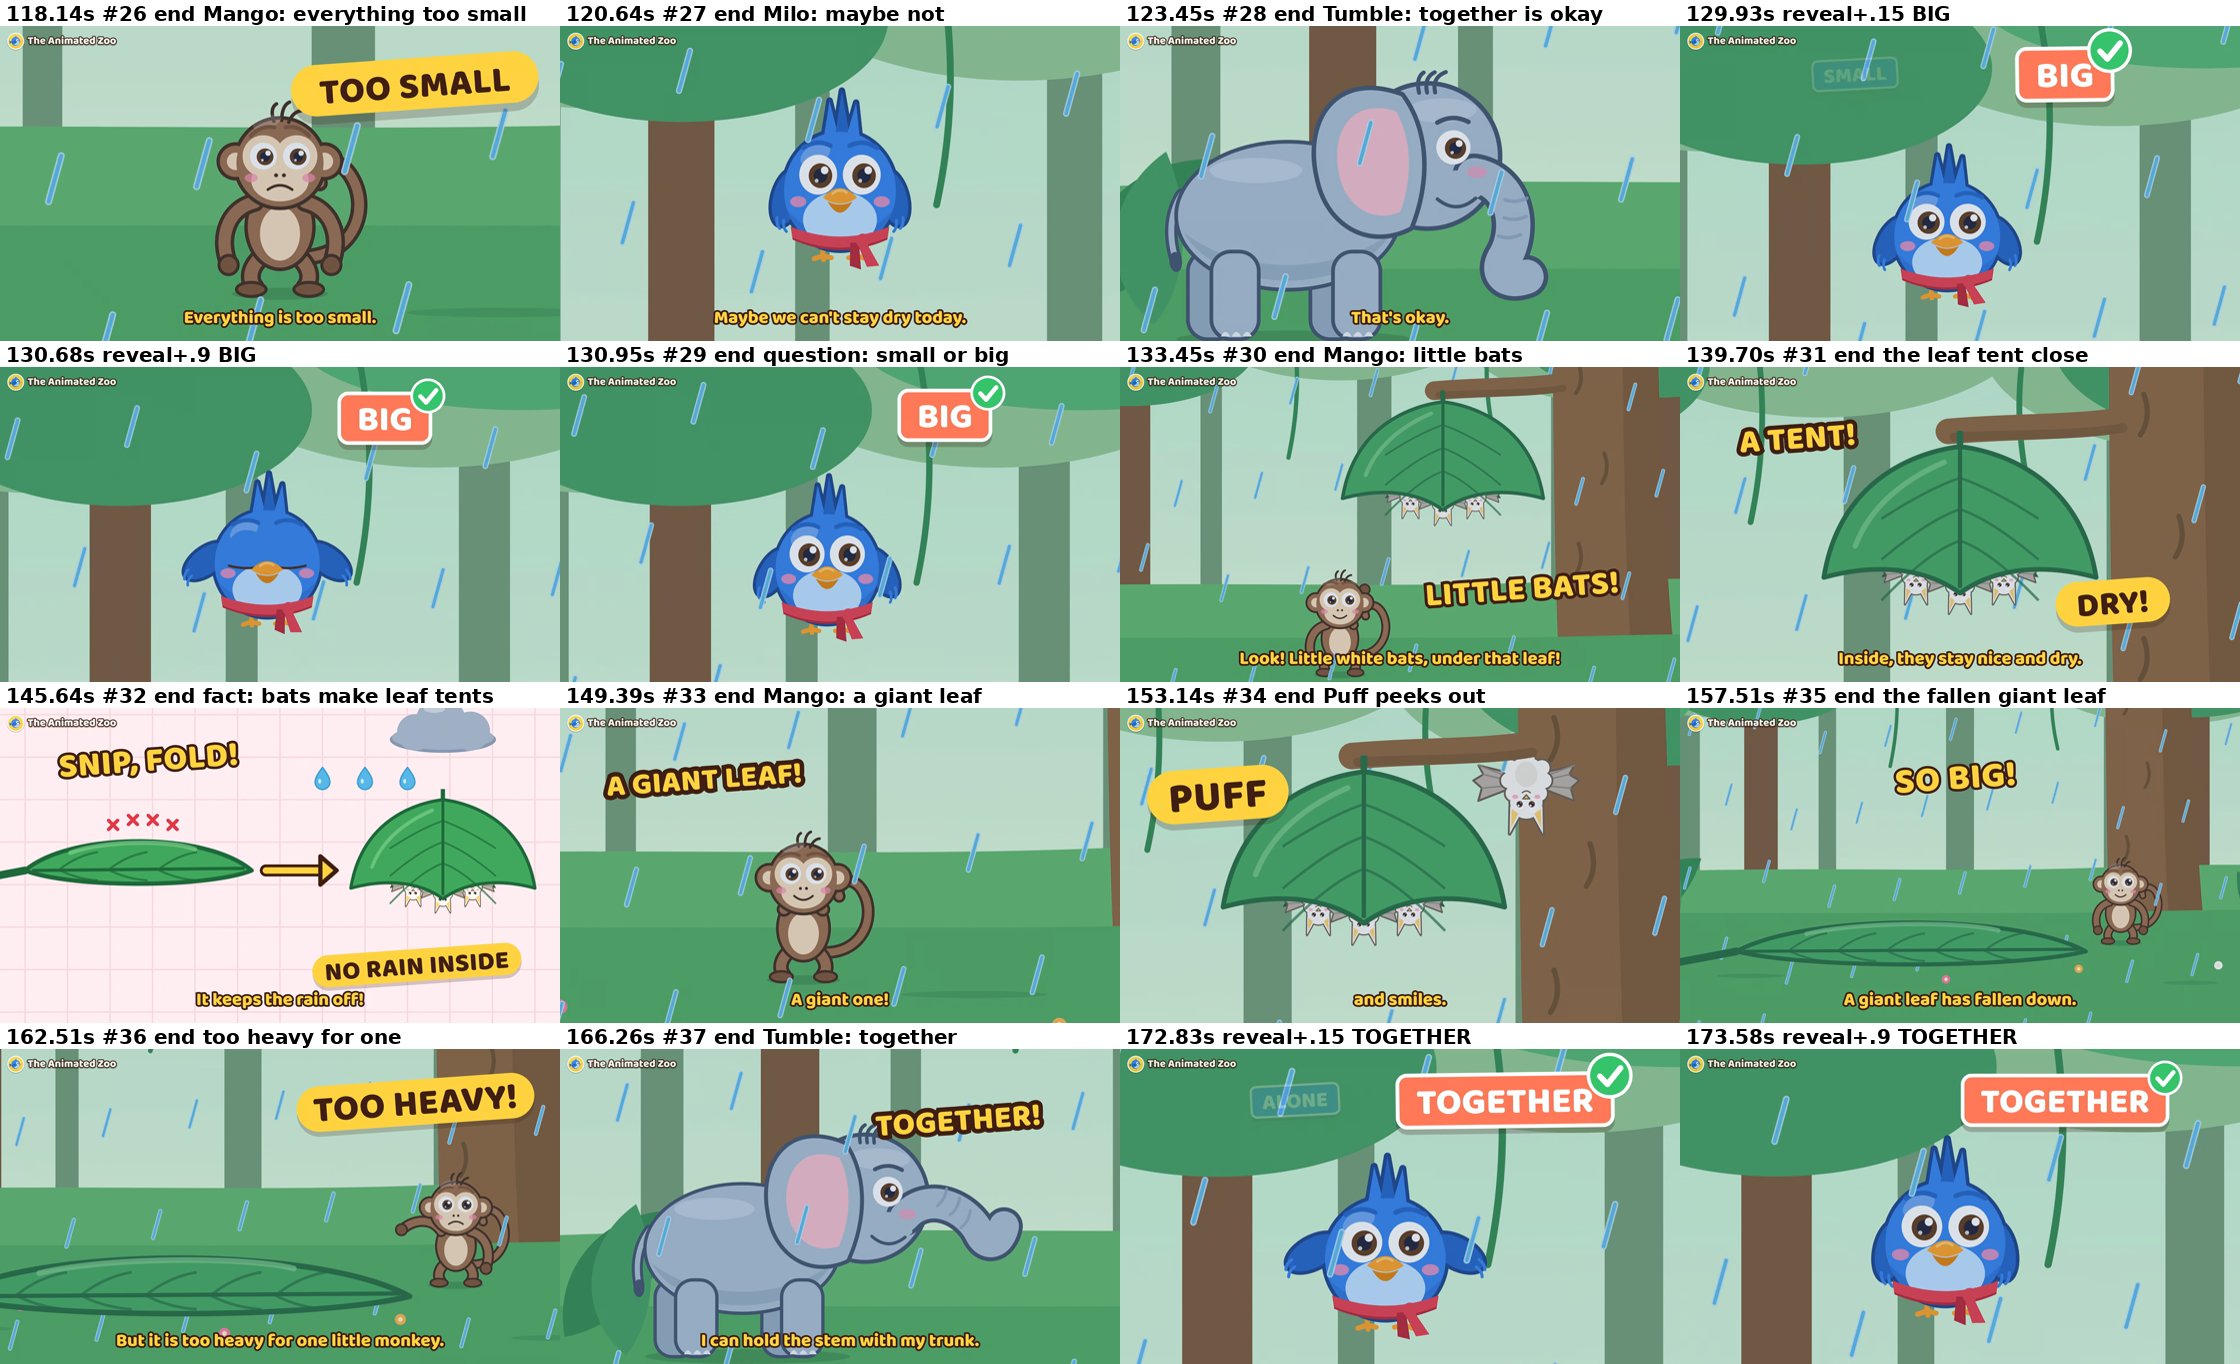 118.14s #26 end Mango: everything too small
The Animated Zoo
TOO SMALL
Everything is too small.
120.64s #27 end Milo: maybe not
The Animated Zoo
Maybe we can't stay dry today.
123.45s #28 end Tumble: together is okay
The Animated Zoo
That's okay.
129.93s reveal+.15 BIG
The Animated Zoo
SMALL
BIG
130.68s reveal+.9 BIG
The Animated Zoo
BIG
130.95s #29 end question: small or big
The Animated Zoo
BIG
133.45s #30 end Mango: little bats
The Animated Zoo
LITTLE BATS!
Look! Little white bats, under that leaf!
139.70s #31 end the leaf tent close
The Animated Zoo
A TENT!
DRY!
Inside, they stay nice and dry.
145.64s #32 end fact: bats make leaf tents
The Animated Zoo
SNIP, FOLD!
NO RAIN INSIDE
It keeps the rain off!
149.39s #33 end Mango: a giant leaf
The Animated Zoo
A GIANT LEAF!
A giant one!
153.14s #34 end Puff peeks out
The Animated Zoo
PUFF
and smiles.
157.51s #35 end the fallen giant leaf
The Animated Zoo
SO BIG!
A giant leaf has fallen down.
162.51s #36 end too heavy for one
The Animated Zoo
TOO HEAVY!
But it is too heavy for one little monkey.
166.26s #37 end Tumble: together
The Animated Zoo
TOGETHER!
I can hold the stem with my trunk.
172.83s reveal+.15 TOGETHER
The Animated Zoo
ALONE
TOGETHER
173.58s reveal+.9 TOGETHER
The Animated Zoo
TOGETHER